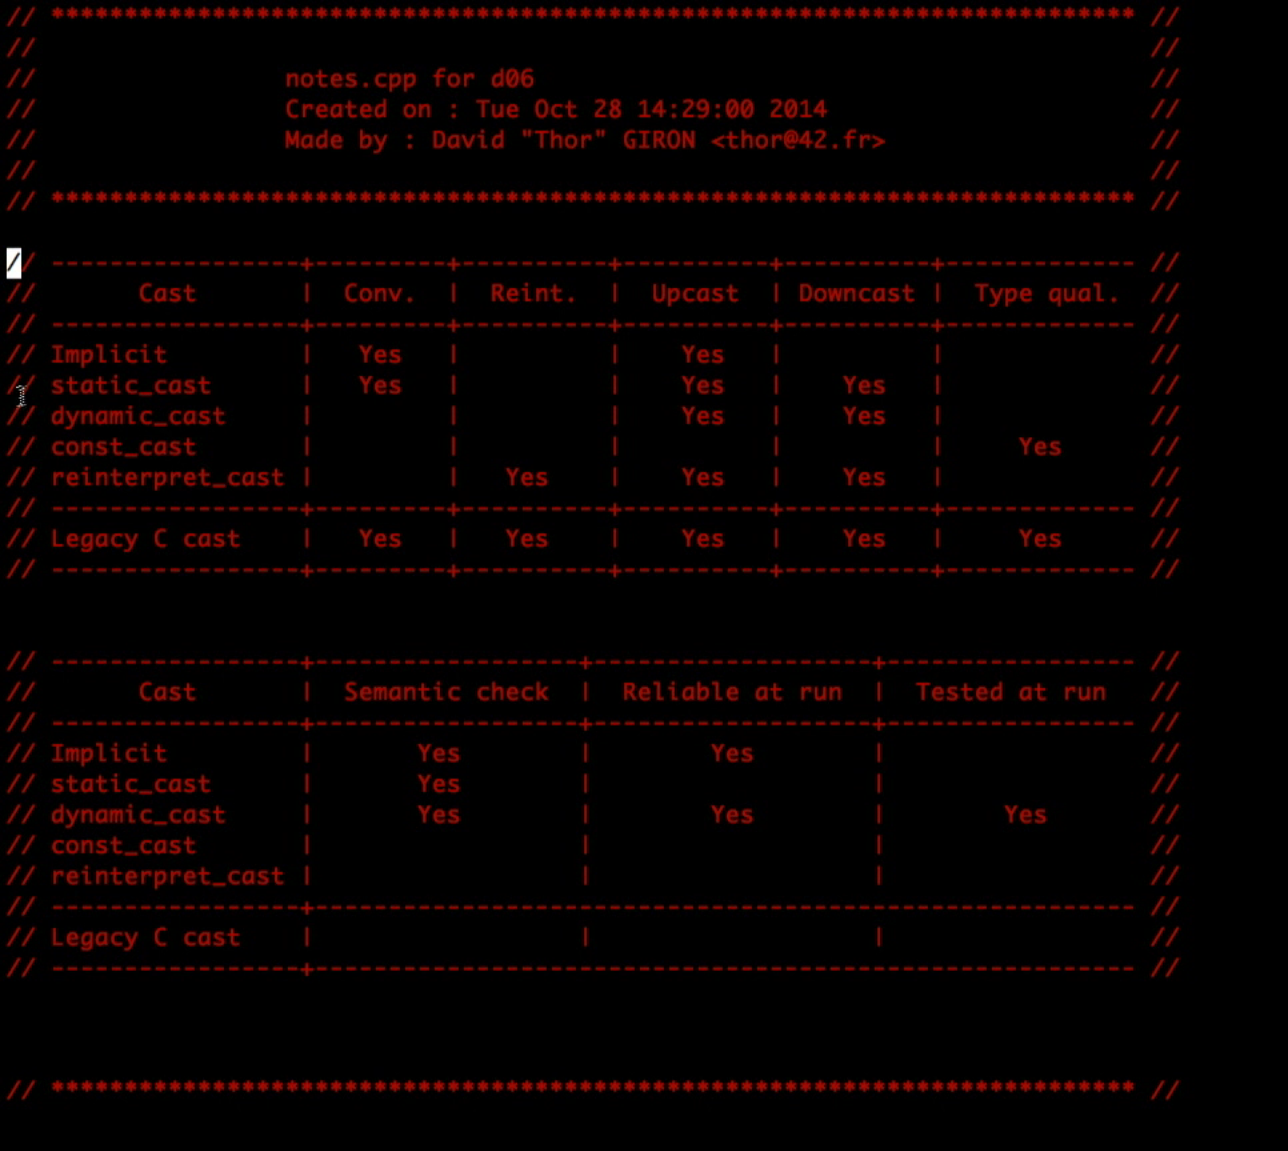 // ************************************************************************** //
//                                                                            //
//                 notes.cpp for d06                                          //
//                 Created on : Tue Oct 28 14:29:00 2014                      //
//                 Made by : David "Thor" GIRON <thor@42.fr>                  //
//                                                                            //
// ************************************************************************** //
// -----------------+---------+----------+----------+----------+------------- //
//       Cast       |  Conv.  |  Reint.  |  Upcast  | Downcast |  Type qual.  //
// -----------------+---------+----------+----------+----------+------------- //
// Implicit         |   Yes   |          |    Yes   |          |              //
// static_cast      |   Yes   |          |    Yes   |    Yes   |              //
// dynamic_cast     |         |          |    Yes   |    Yes   |              //
// const_cast       |         |          |          |          |     Yes      //
// reinterpret_cast |         |   Yes    |    Yes   |    Yes   |              //
// -----------------+---------+----------+----------+----------+------------- //
// Legacy C cast    |   Yes   |   Yes    |    Yes   |    Yes   |     Yes      //
// -----------------+---------+----------+----------+----------+------------- //
// -----------------+------------------+-------------------+----------------- //
//       Cast       |  Semantic check  |  Reliable at run  |  Tested at run   //
// -----------------+------------------+-------------------+----------------- //
// Implicit         |       Yes        |        Yes        |                  //
// static_cast      |       Yes        |                   |                  //
// dynamic_cast     |       Yes        |        Yes        |        Yes       //
// const_cast       |                  |                   |                  //
// reinterpret_cast |                  |                   |                  //
// -----------------+-------------------------------------------------------- //
// Legacy C cast    |                  |                   |                  //
// -----------------+-------------------------------------------------------- //
// ************************************************************************** //